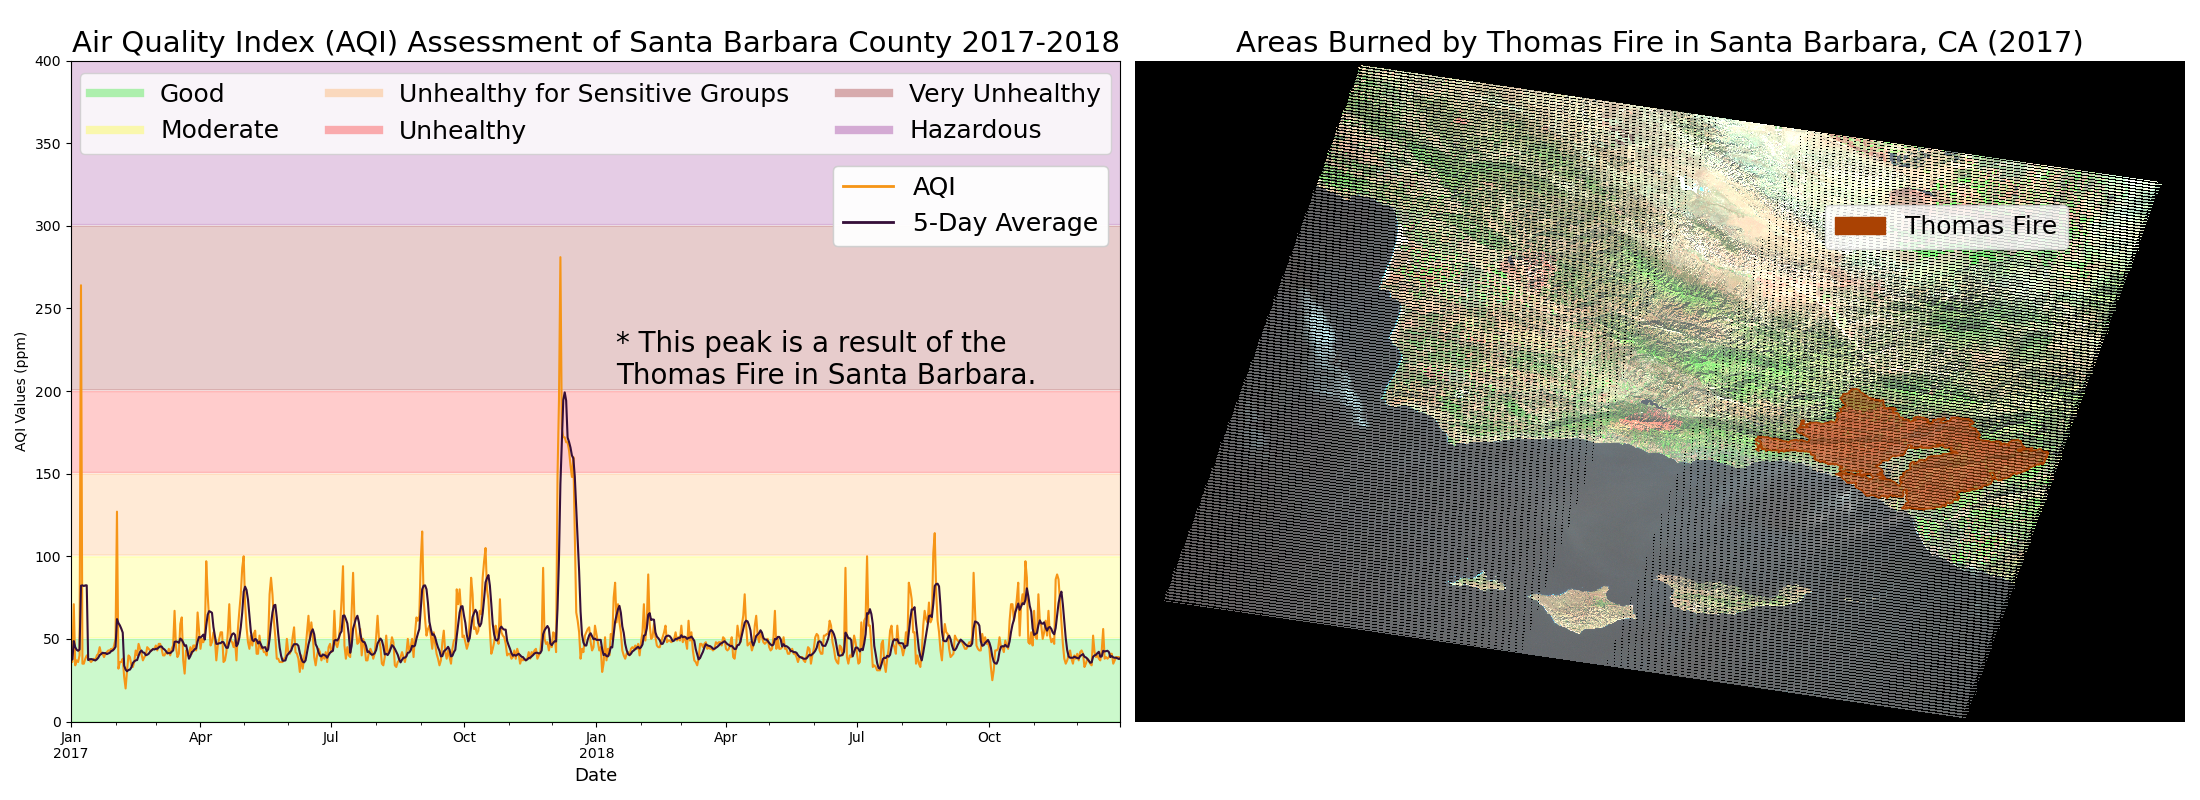 Air Quality Index (AQI) Assessment of Santa Barbara County 2017-2018
Good
Moderate
Unhealthy for Sensitive Groups
Unhealthy
Very Unhealthy
Hazardous
AQI
5-Day Average
* This peak is a result of the
Thomas Fire in Santa Barbara.
AQI Values (ppm)
400
350
300
250
200
150
100
50
0
Jan
2017
Apr
Jul
Oct
Jan
2018
Apr
Jul
Oct
Date
Areas Burned by Thomas Fire in Santa Barbara, CA (2017)
Thomas Fire